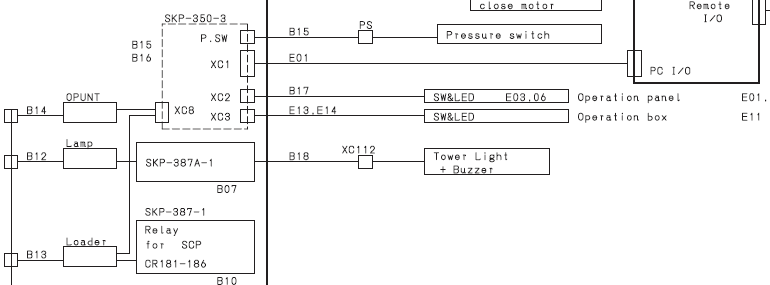 close motor
Remote
I/O
SKP-350-3
PS
B15
P.SW
B15
Pressure switch
B16
XC1
E01
PC I/O
OPUNT
XC2
B17
SW&LED E03,06
Operation panel
E01,
B14
XC8
XC3
E13,E14
SW&LED
Operation box
E11
Lamp
B12
SKP-387A-1
B18
XC112
Tower Light
+ Buzzer
B07
SKP-387-1
Relay
for SCP
CR181-186
Loader
B13
B10